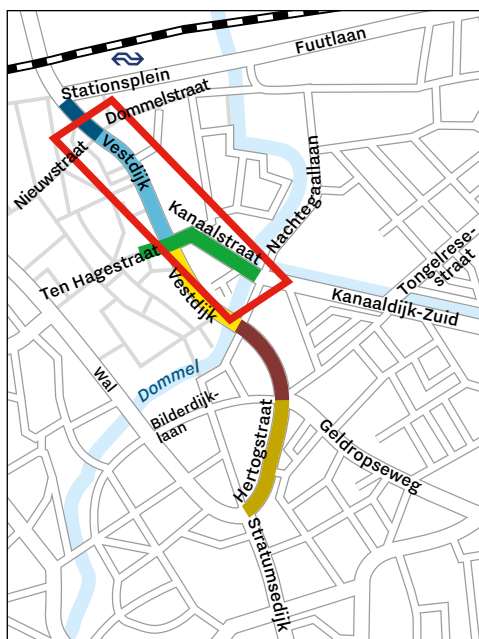 Fuutlaan
Stationsplein
Dommelstraat
Nieuwstraat
Vestdijk
Nachtegaallaan
Kanaalstraat
Ten Hagestraat
Tongelrese-
straat
Vestdijk
Kanaaldijk-Zuid
Wal
Dommel
Bilderdijk-
laan
Hertogstraat
Geldropseweg
Stratumsedijk